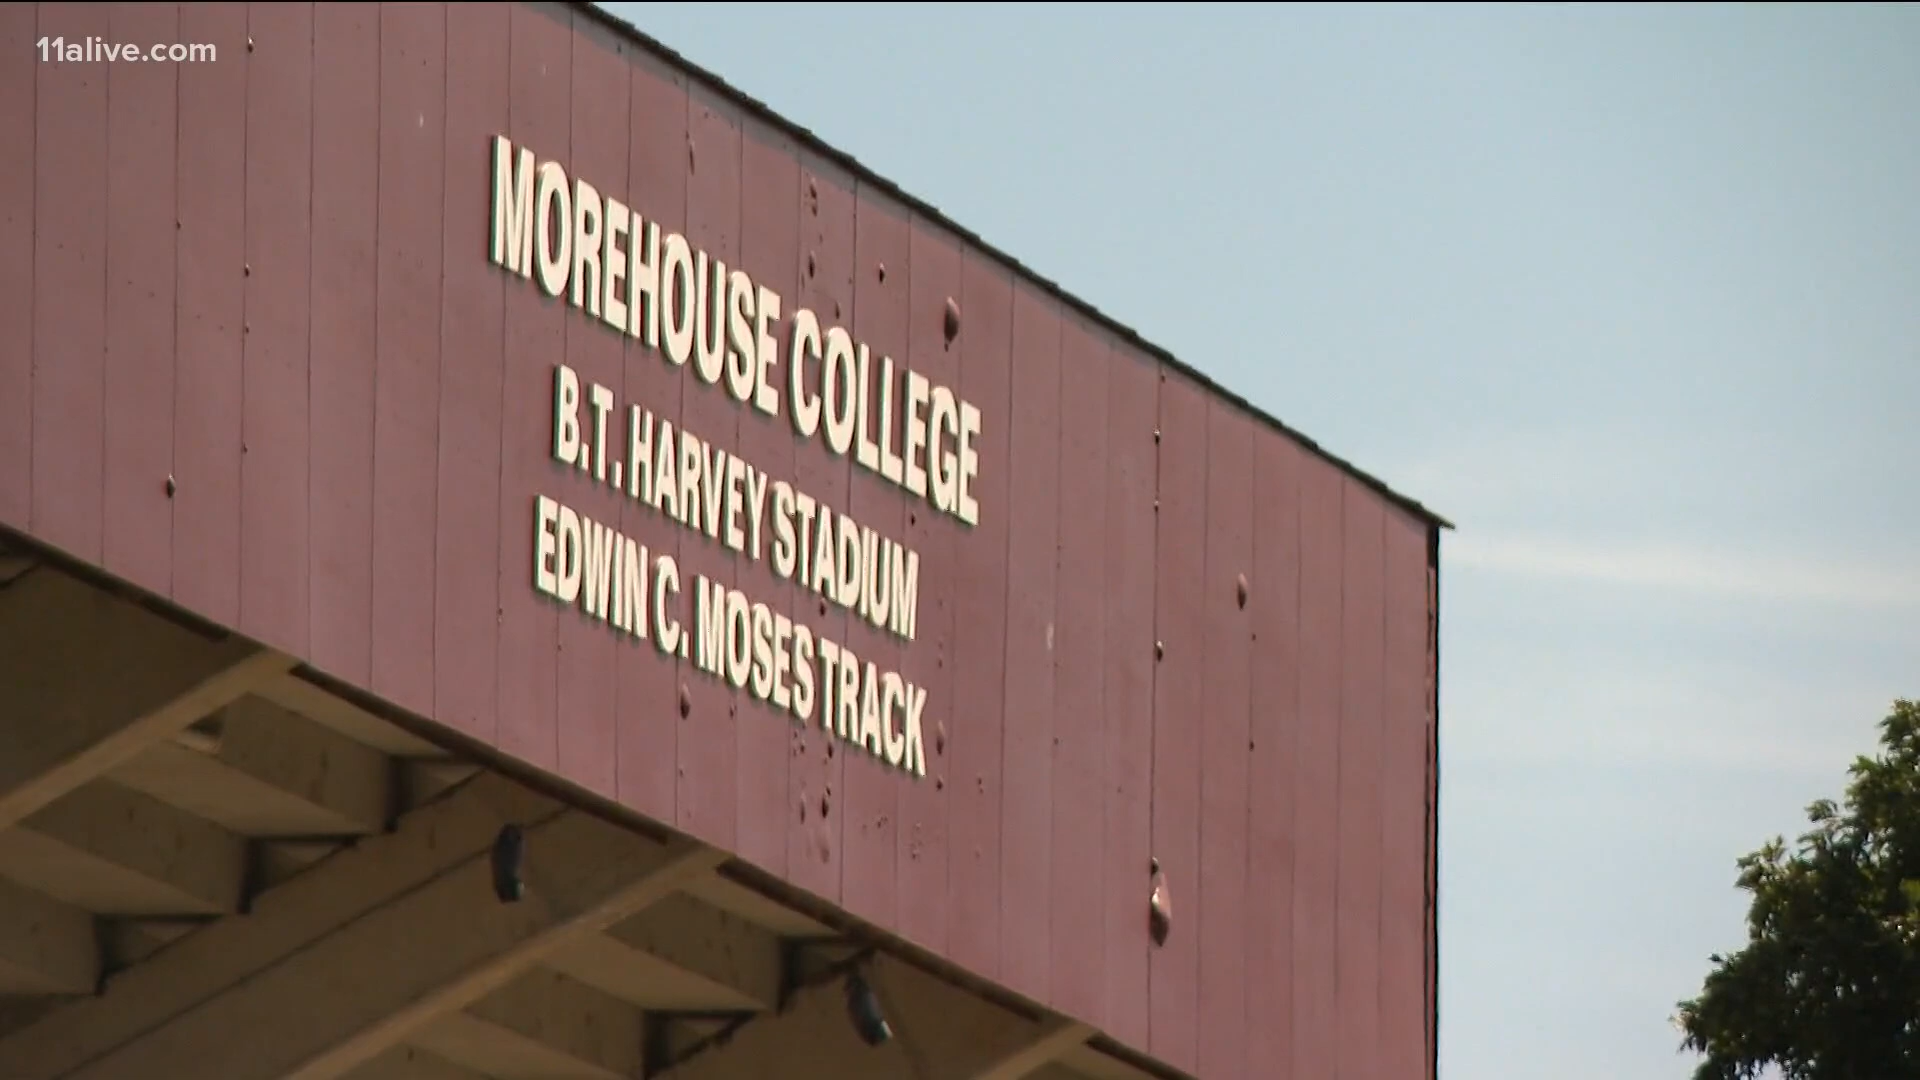 11alive.com
MOREHOUSE COLLEGE
B.T. HARVEY STADIUM
EDWIN C. MOSES TRACK